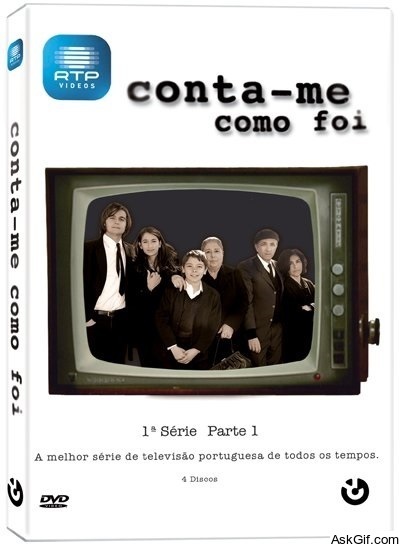 RTP
VIDEOS
conta-me
como foi
conta-me como foi
1ª Série Parte 1
A melhor série de televisão portuguesa de todos os tempos.
4 Discos
DVD
VIDEO
AskGif.com